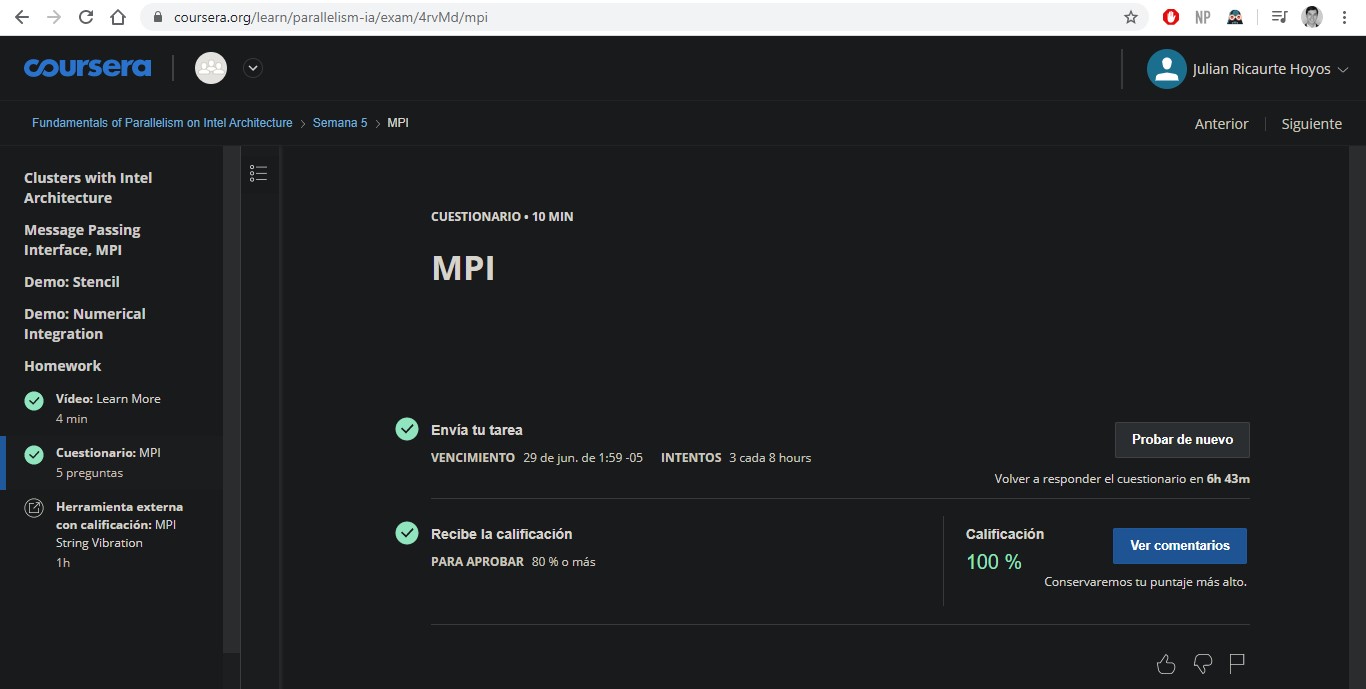 coursera.org/learn/parallelism-ia/exam/4rvMd/mpi
NP
coursera
Julian Ricaurte Hoyos
Fundamentals of Parallelism on Intel Architecture > Semana 5 > MPI
Anterior
Siguiente
Clusters with Intel
Architecture
Message Passing
Interface, MPI
Demo: Stencil
Demo: Numerical
Integration
Homework
Vídeo: Learn More
4 min
Cuestionario: MPI
5 preguntas
Herramienta externa
con calificación: MPI
String Vibration
1h
CUESTIONARIO • 10 MIN
MPI
Envía tu tarea
VENCIMIENTO 29 de jun. de 1:59 -05 INTENTOS 3 cada 8 hours
Probar de nuevo
Volver a responder el cuestionario en 6h 43m
Recibe la calificación
PARA APROBAR 80 % o más
Calificación
100 %
Ver comentarios
Conservaremos tu puntaje más alto.